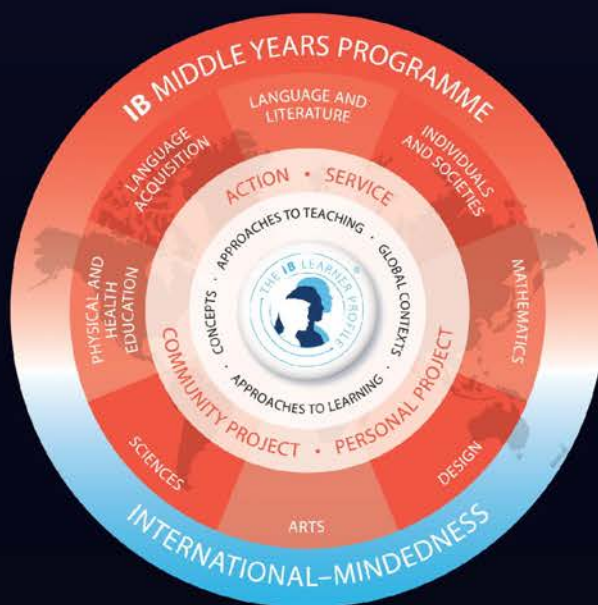 IB MIDDLE YEARS PROGRAMME
LANGUAGE AND
LITERATURE
LANGUAGE
ACQUISITION
INDIVIDUALS
AND SOCIETIES
PHYSICAL AND
HEALTH
EDUCATION
MATHEMATICS
SCIENCES
ARTS
DESIGN
ACTION • SERVICE
COMMUNITY PROJECT • PERSONAL PROJECT
CONCEPTS • APPROACHES TO TEACHING • GLOBAL CONTEXTS •
APPROACHES TO LEARNING •
THE IB LEARNER PROFILE ®
INTERNATIONAL–MINDEDNESS